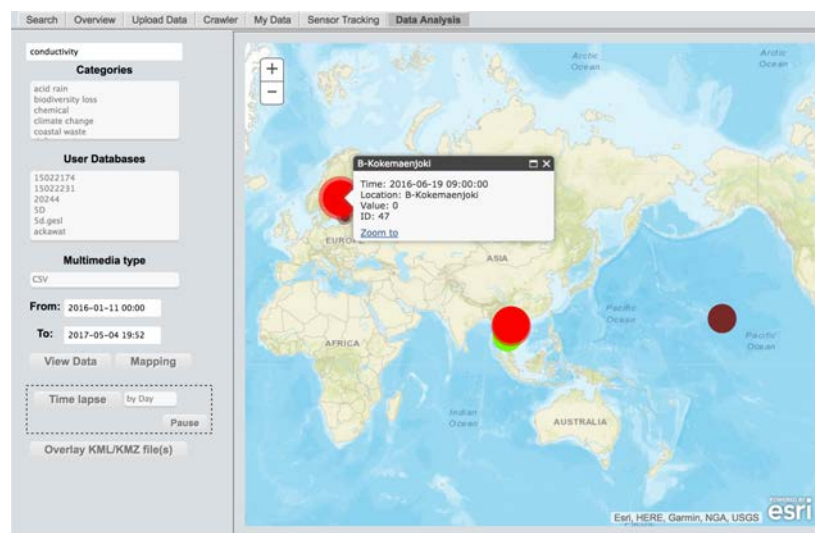 Search Overview Upload Data Crawler My Data Sensor Tracking Data Analysis
conductivity
Categories
acid rain
biodiversity loss
chemical
climate change
coastal waste
User Databases
15022174
15022231
20244
5D
5d.gesl
ackawat
Multimedia type
CSV
From: 2016-01-11 00:00
To: 2017-05-04 19:52
View Data Mapping
Time lapse by Day
Pause
Overlay KML/KMZ file(s)
+
−
Arctic
Ocean
Arctic
Ocean
B-Kokemaenjoki
Time: 2016-06-19 09:00:00
Location: B-Kokemaenjoki
Value: 0
ID: 47
Zoom to
ASIA
AFRICA
Pacific
Ocean
Pacific
Ocean
Indian
Ocean
AUSTRALIA
Esri, HERE, Garmin, NGA, USGS
POWERED BY
esri